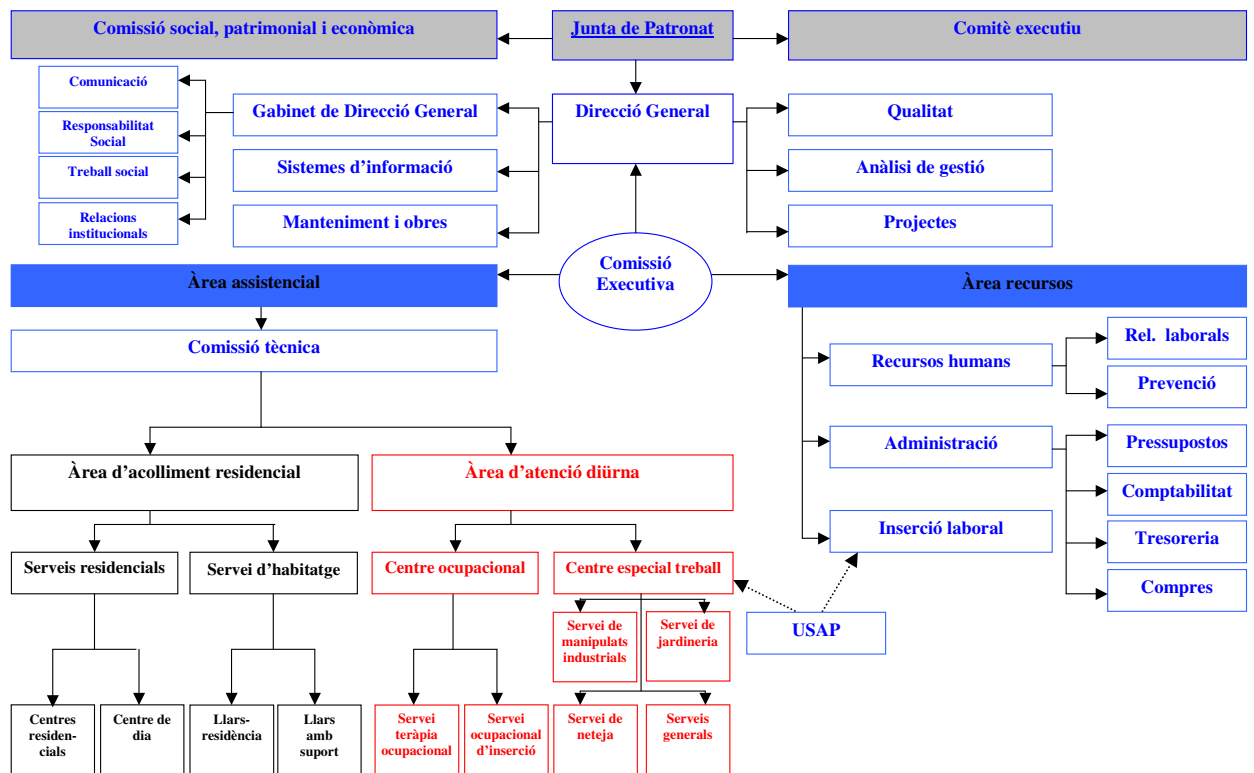 Comissió social, patrimonial i econòmica
Junta de Patronat
Comitè executiu
Comunicació
Responsabilitat
Social
Treball social
Relacions
institucionals
Gabinet de Direcció General
Sistemes d’informació
Manteniment i obres
Direcció General
Qualitat
Anàlisi de gestió
Projectes
Comissió
Executiva
Àrea assistencial
Àrea recursos
Comissió tècnica
Recursos humans
Rel. laborals
Prevenció
Administració
Pressupostos
Comptabilitat
Tresoreria
Compres
Inserció laboral
Àrea d’acolliment residencial
Àrea d’atenció diürna
Serveis residencials
Servei d’habitatge
Centre ocupacional
Centre especial treball
USAP
Servei de
manipulats
industrials
Servei de
jardineria
Centres
residen-
cials
Centre de
dia
Llars-
residència
Llars
amb
suport
Servei
teràpia
ocupacional
Servei
ocupacional
d’inserció
Servei de
neteja
Serveis
generals